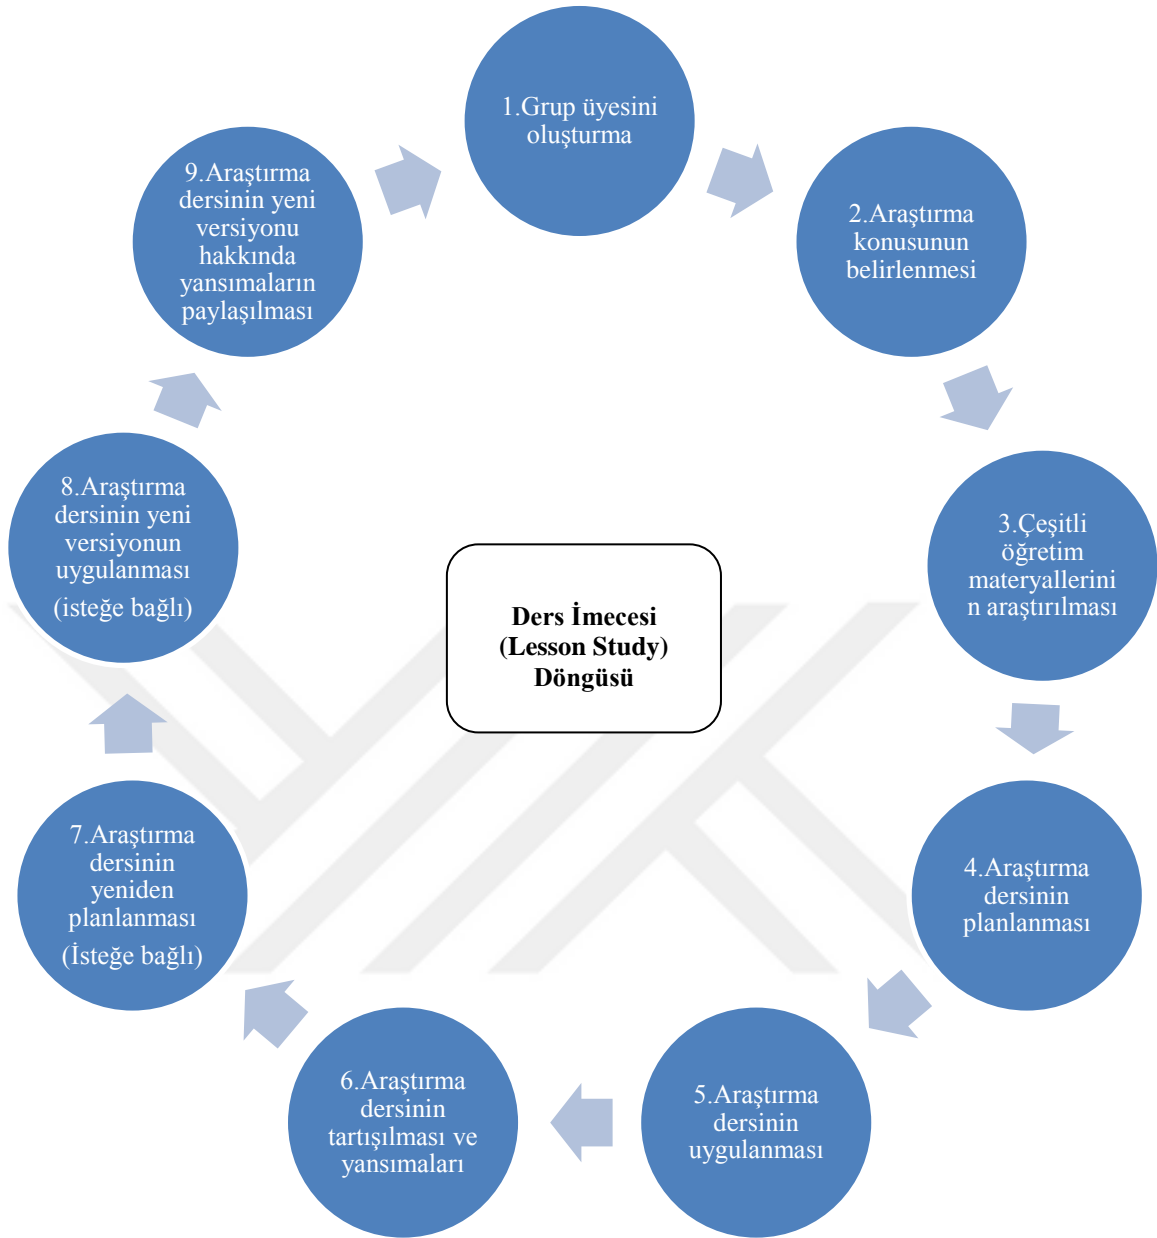 1.Grup üyesini
oluşturma
2.Araştırma
konusunun
belirlenmesi
3.Çeşitli
öğretim
materyallerini
n araştırılması
4.Araştırma
dersinin
planlanması
5.Araştırma
dersinin
uygulanması
6.Araştırma
dersinin
tartışılması ve
yansımaları
7.Araştırma
dersinin
yeniden
planlanması
(İsteğe bağlı)
8.Araştırma
dersinin yeni
versiyonun
uygulanması
(isteğe bağlı)
9.Araştırma
dersinin yeni
versiyonu
hakkında
yansımaların
paylaşılması
Ders İmecesi
(Lesson Study)
Döngüsü